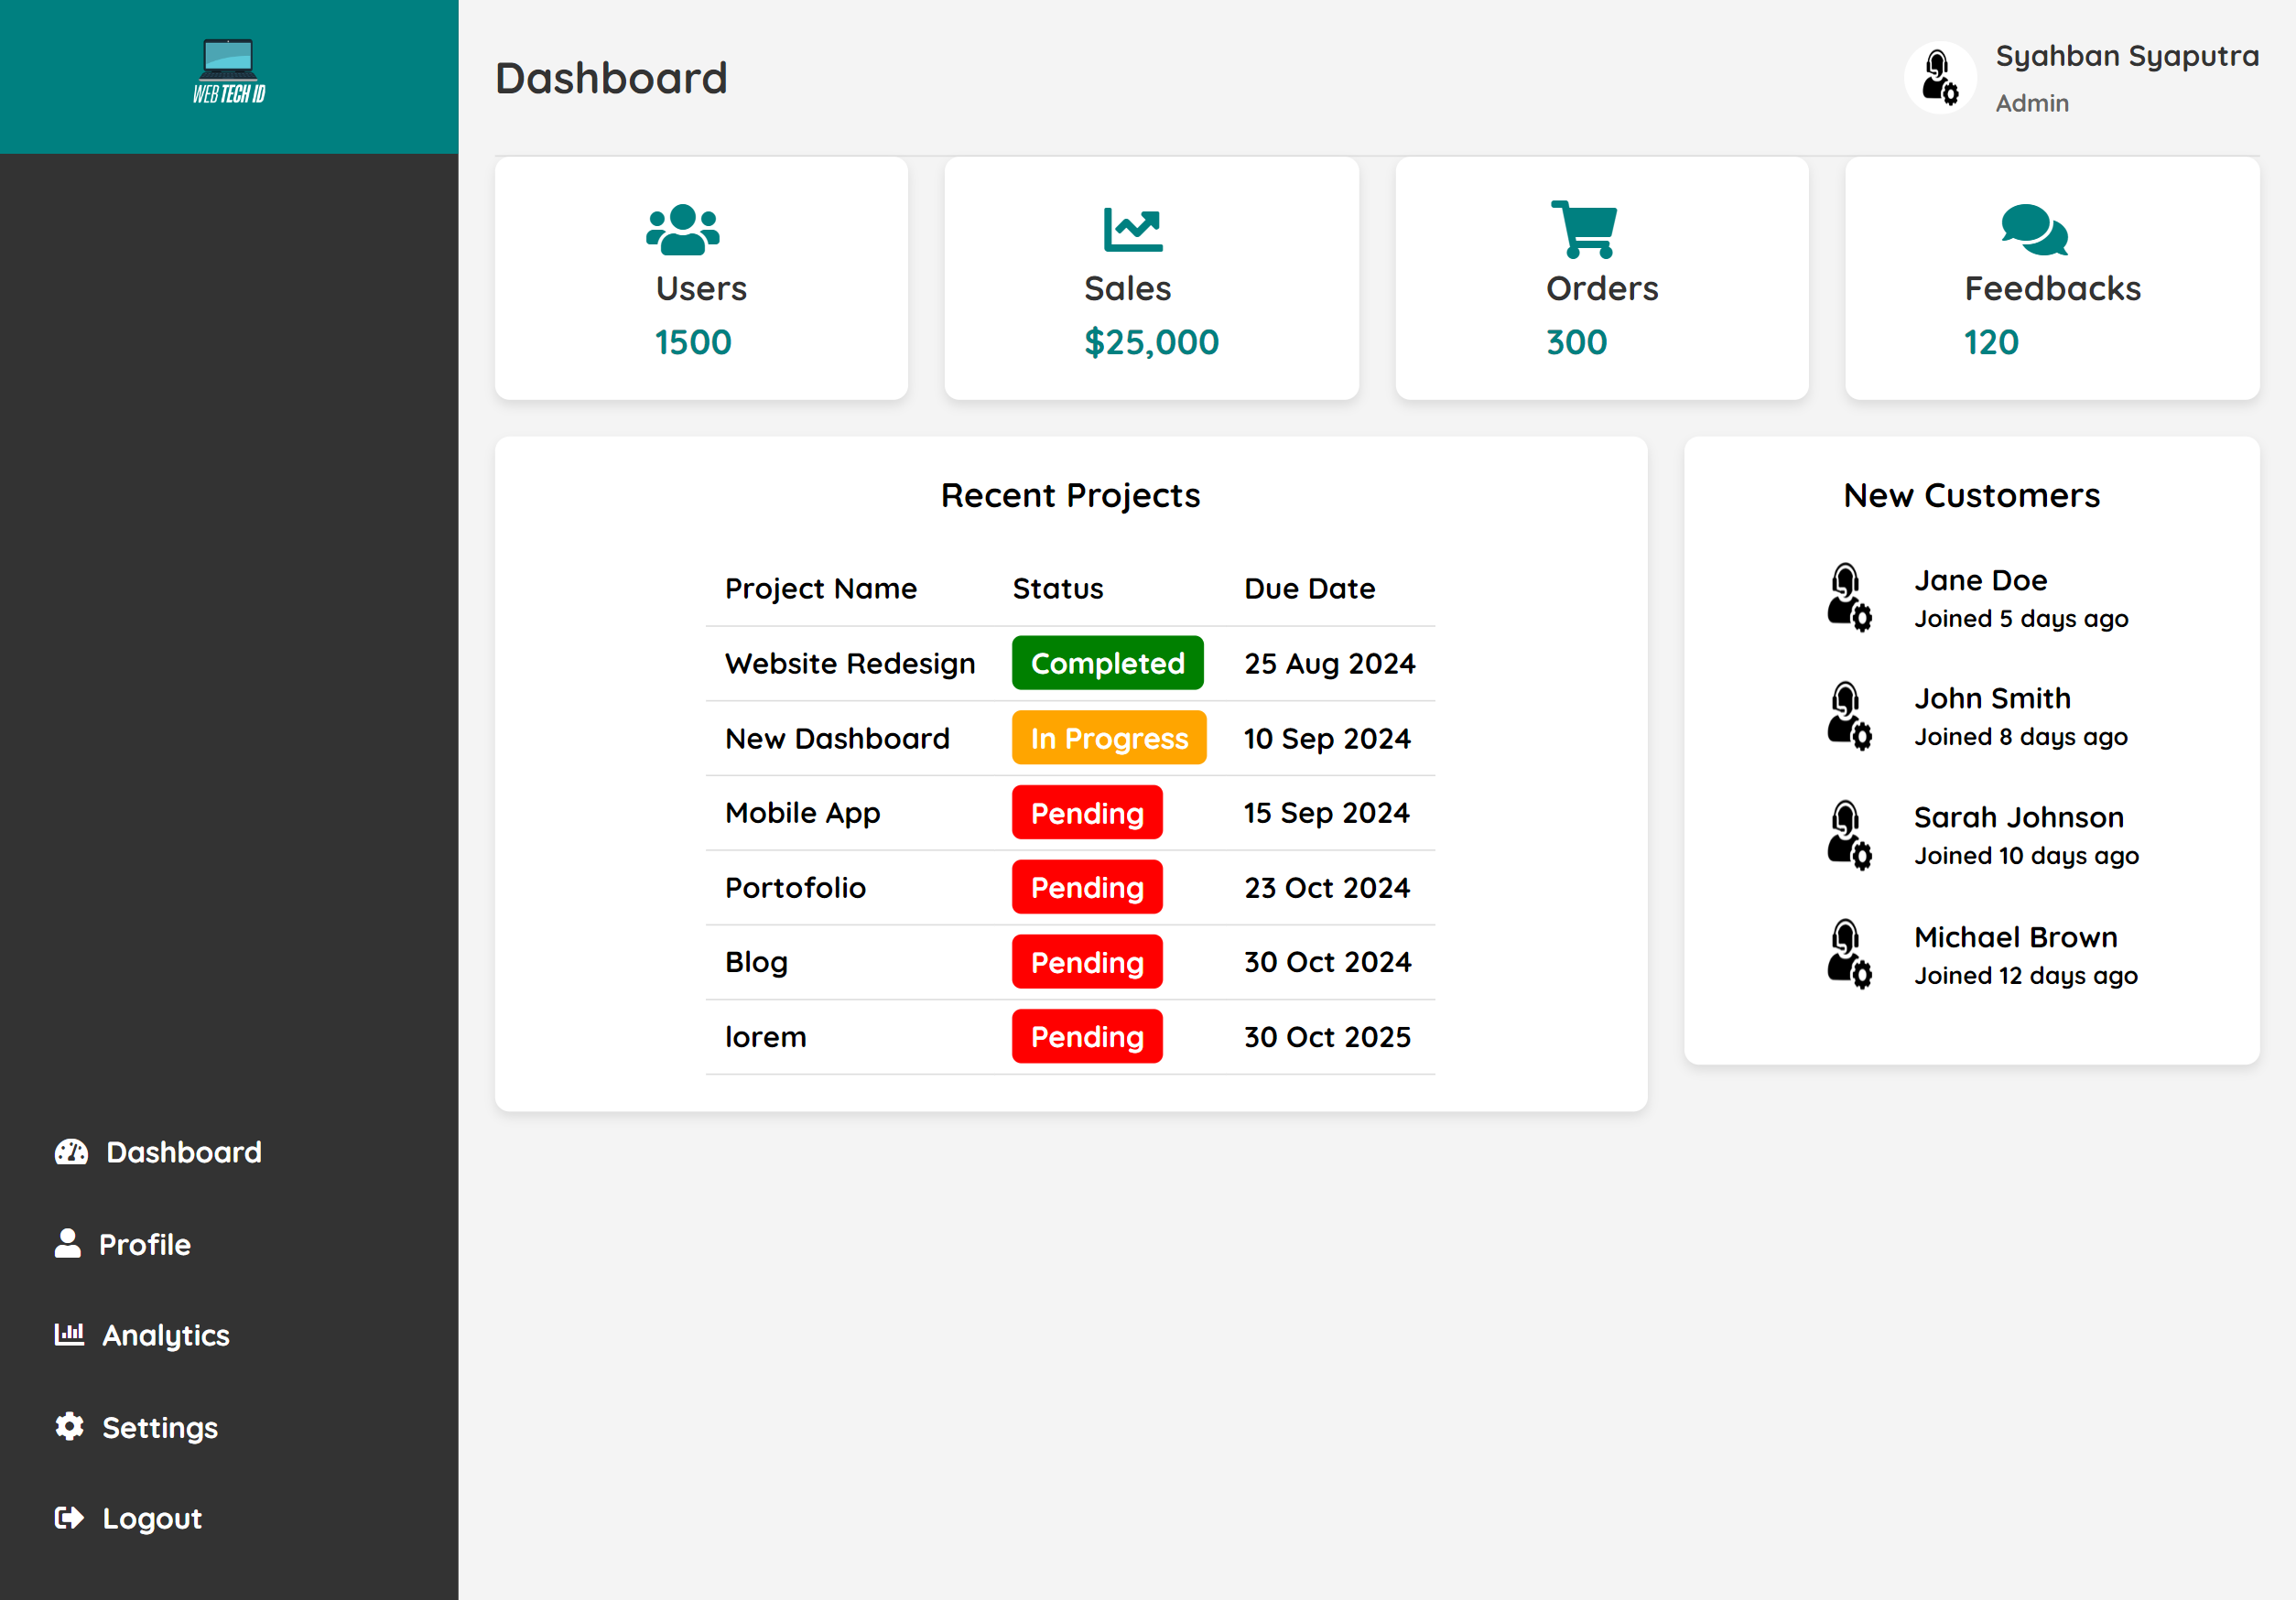 WEB TECH ID
Dashboard
Syahban Syaputra
Admin
Users
1500
Sales
$25,000
Orders
300
Feedbacks
120
Recent Projects
Project Name Status Due Date
Website Redesign Completed 25 Aug 2024
New Dashboard In Progress 10 Sep 2024
Mobile App Pending 15 Sep 2024
Portofolio Pending 23 Oct 2024
Blog Pending 30 Oct 2024
lorem Pending 30 Oct 2025
New Customers
Jane Doe
Joined 5 days ago
John Smith
Joined 8 days ago
Sarah Johnson
Joined 10 days ago
Michael Brown
Joined 12 days ago
Dashboard
Profile
Analytics
Settings
Logout